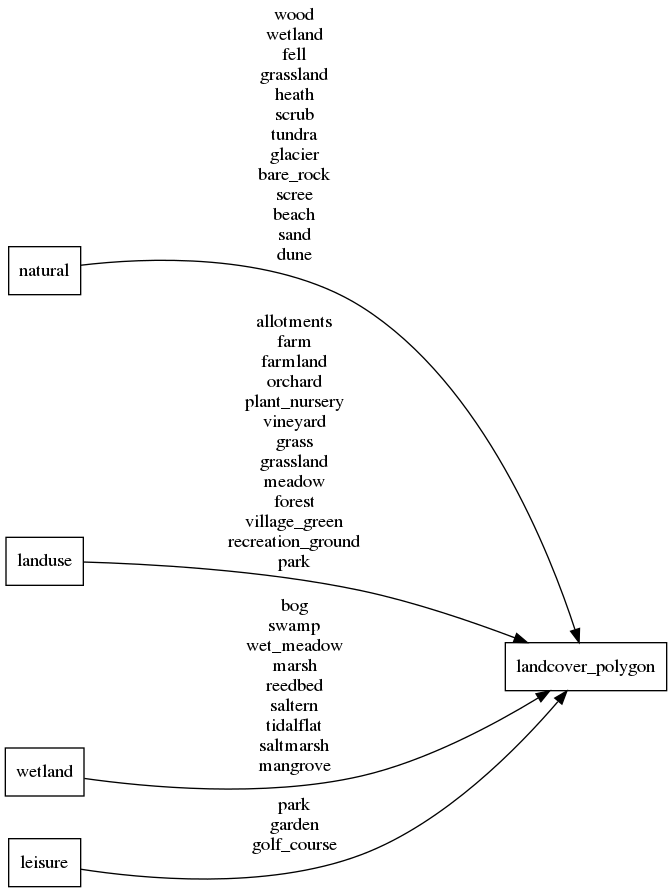 wood
wetland
fell
grassland
heath
scrub
tundra
glacier
bare_rock
scree
beach
sand
dune
natural
allotments
farm
farmland
orchard
plant_nursery
vineyard
grass
grassland
meadow
forest
village_green
recreation_ground
park
landuse
bog
swamp
wet_meadow
marsh
reedbed
saltern
tidalflat
saltmarsh
mangrove
wetland
park
garden
golf_course
leisure
landcover_polygon